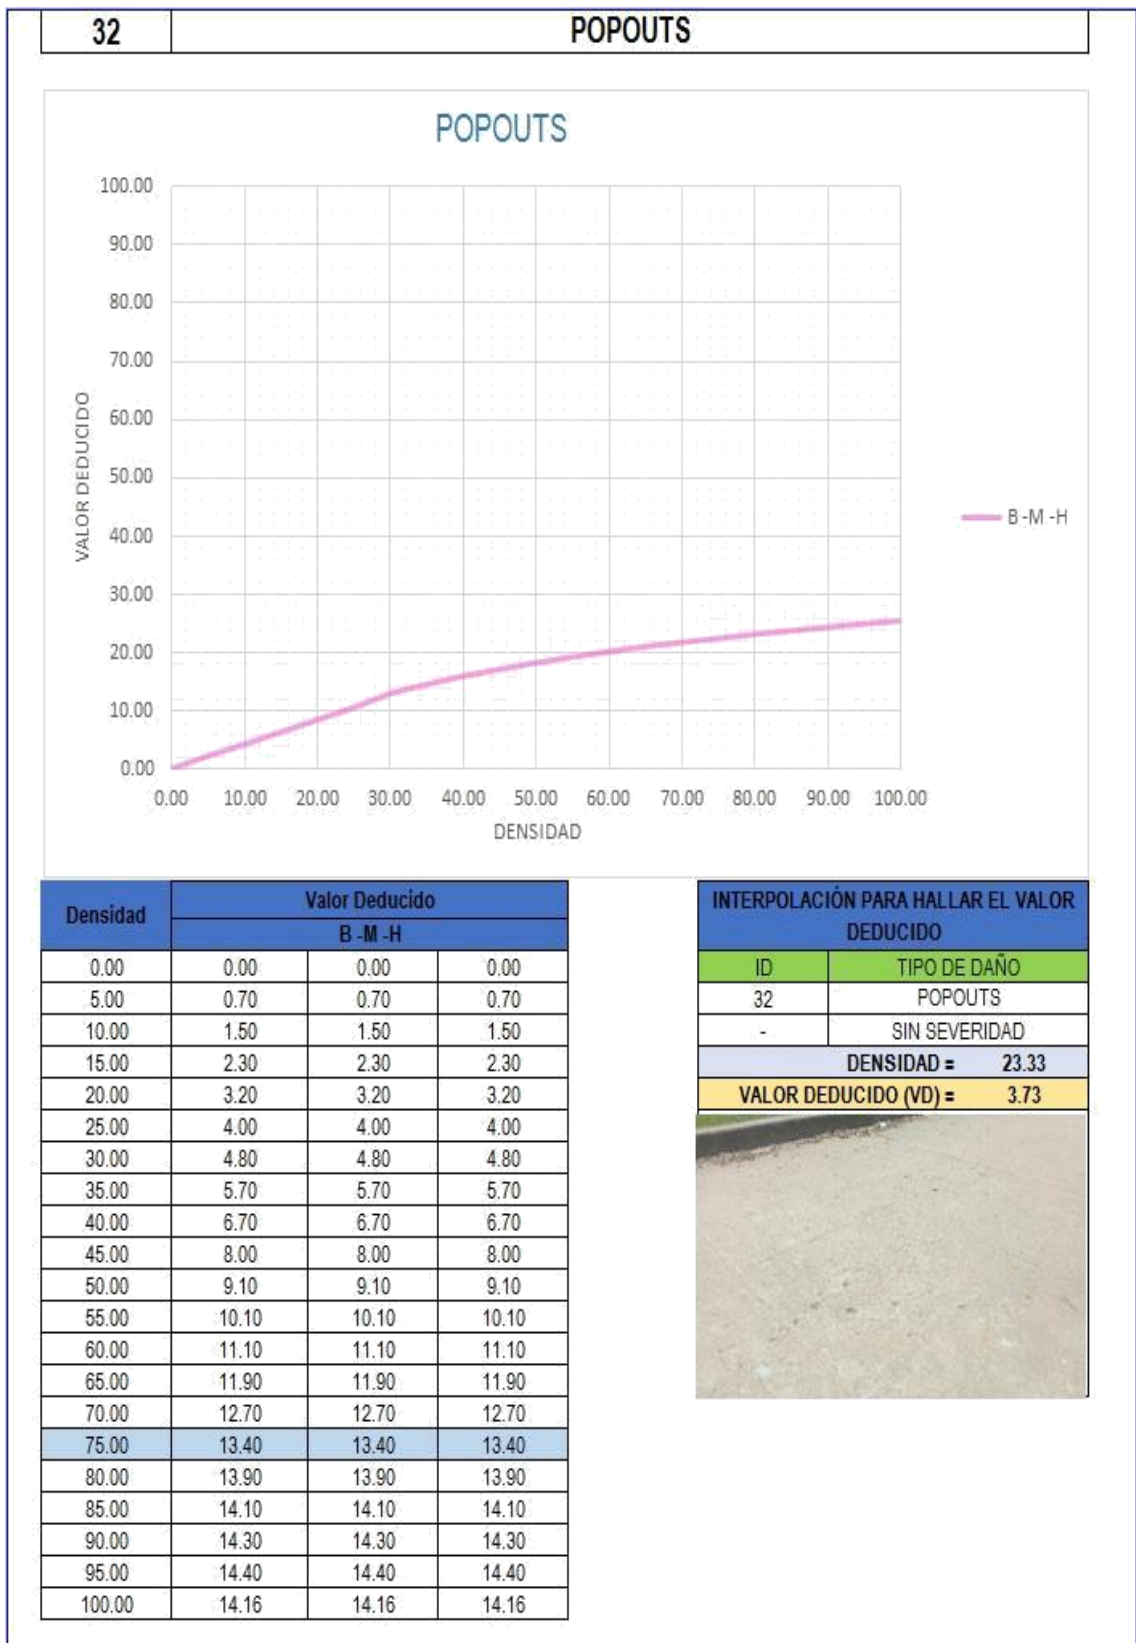 32 POPOUTS
POPOUTS
100.00
90.00
80.00
70.00
60.00
50.00
40.00
30.00
20.00
10.00
0.00
VALOR DEDUCIDO
0.00 10.00 20.00 30.00 40.00 50.00 60.00 70.00 80.00 90.00 100.00
DENSIDAD
B -M -H
Densidad Valor Deducido
B -M -H
0.00 0.00 0.00 0.00
5.00 0.70 0.70 0.70
10.00 1.50 1.50 1.50
15.00 2.30 2.30 2.30
20.00 3.20 3.20 3.20
25.00 4.00 4.00 4.00
30.00 4.80 4.80 4.80
35.00 5.70 5.70 5.70
40.00 6.70 6.70 6.70
45.00 8.00 8.00 8.00
50.00 9.10 9.10 9.10
55.00 10.10 10.10 10.10
60.00 11.10 11.10 11.10
65.00 11.90 11.90 11.90
70.00 12.70 12.70 12.70
75.00 13.40 13.40 13.40
80.00 13.90 13.90 13.90
85.00 14.10 14.10 14.10
90.00 14.30 14.30 14.30
95.00 14.40 14.40 14.40
100.00 14.16 14.16 14.16
INTERPOLACIÓN PARA HALLAR EL VALOR
DEDUCIDO
ID TIPO DE DAÑO
32 POPOUTS
- SIN SEVERIDAD
DENSIDAD = 23.33
VALOR DEDUCIDO (VD) = 3.73